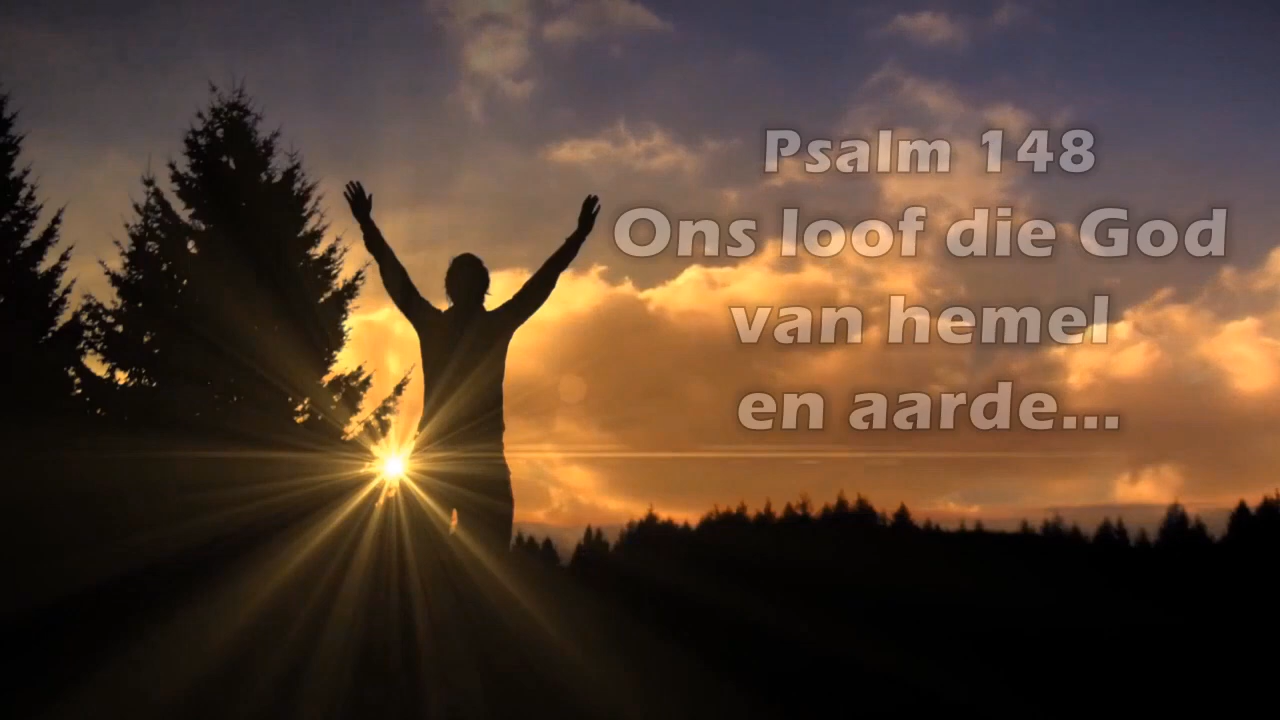 Psalm 148
Ons loof die God
van hemel
en aarde...